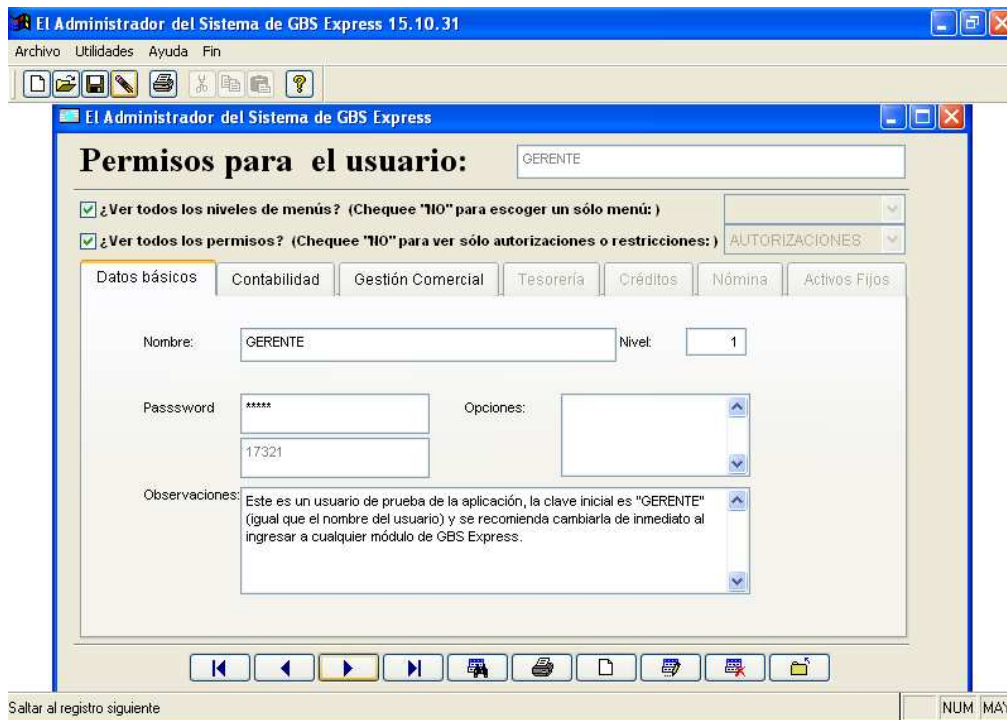 El Administrador del Sistema de GBS Express 15.10.31
Archivo Utilidades Ayuda Fin
El Administrador del Sistema de GBS Express
Permisos para el usuario: GERENTE
¿Ver todos los niveles de menús? (Chequee "NO" para escoger un sólo menú: )
¿Ver todos los permisos? (Chequee "NO" para ver sólo autorizaciones o restricciones: ) AUTORIZACIONES
Datos básicos Contabilidad Gestión Comercial Tesorería Créditos Nómina Activos Fijos
Nombre: GERENTE Nivel: 1
Passsword ***** Opciones:
17321
Observaciones: Este es un usuario de prueba de la aplicación, la clave inicial es "GERENTE"
(igual que el nombre del usuario) y se recomienda cambiarla de inmediato al
ingresar a cualquier módulo de GBS Express.
Saltar al registro siguiente NUM MA